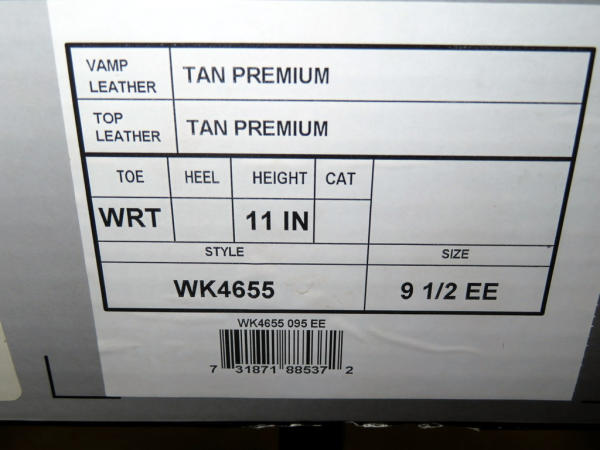 VAMP LEATHER TAN PREMIUM
TOP LEATHER TAN PREMIUM
TOE HEEL HEIGHT CAT
WRT 11 IN
STYLE SIZE
WK4655 9 1/2 EE
WK4655 095 EE
7 31871 88537 2